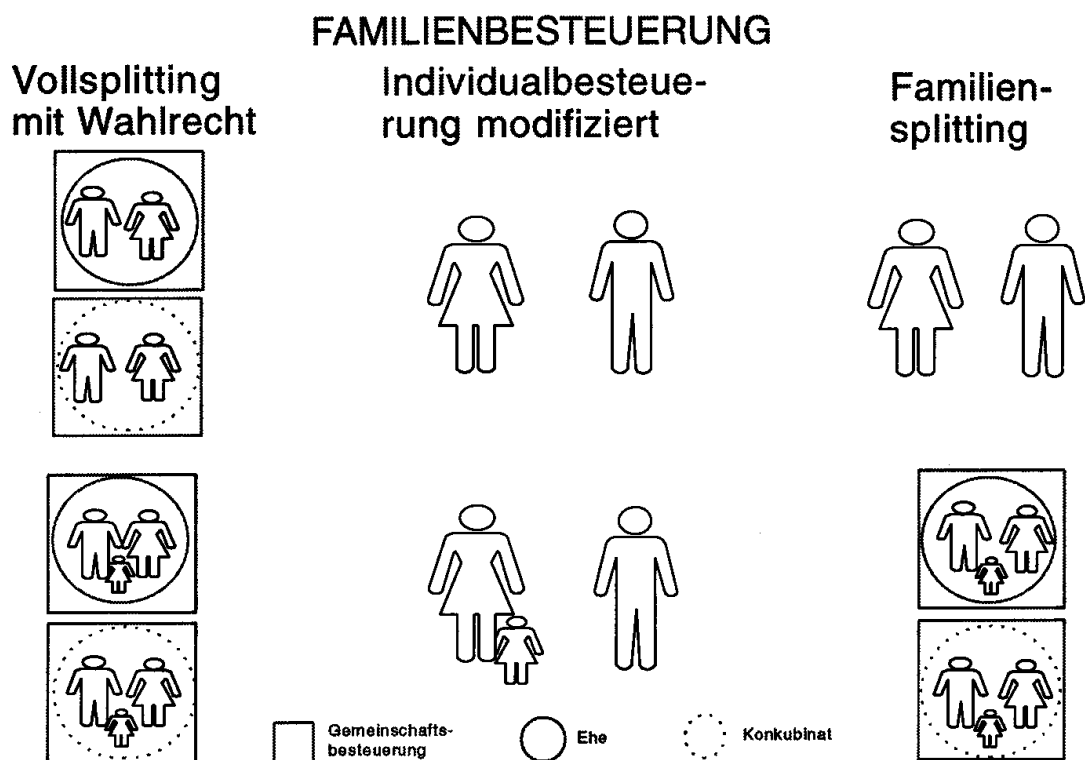 FAMILIENBESTEUERUNG
Vollsplitting
mit Wahlrecht
Individualbesteue-
rung modifiziert
Familien-
splitting
Gemeinschafts-
besteuerung
Ehe
Konkubinat